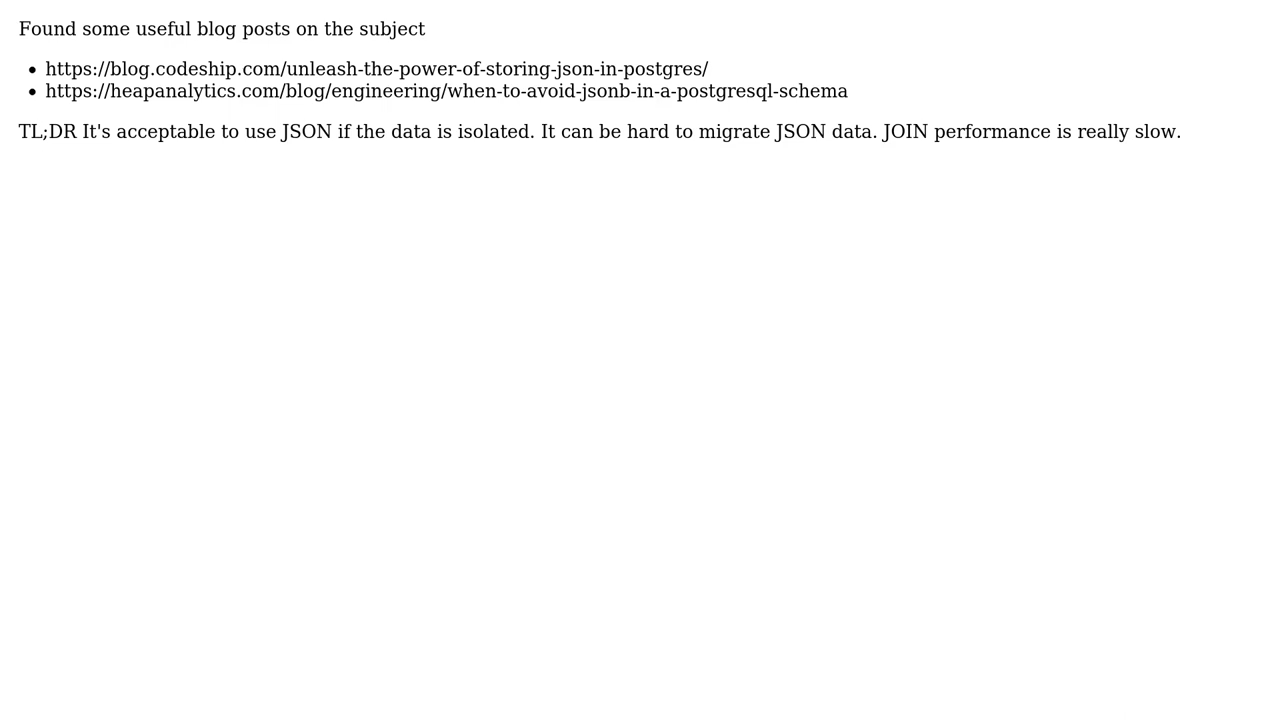 Found some useful blog posts on the subject
• https://blog.codeship.com/unleash-the-power-of-storing-json-in-postgres/
• https://heapanalytics.com/blog/engineering/when-to-avoid-jsonb-in-a-postgresql-schema
TL;DR It's acceptable to use JSON if the data is isolated. It can be hard to migrate JSON data. JOIN performance is really slow.